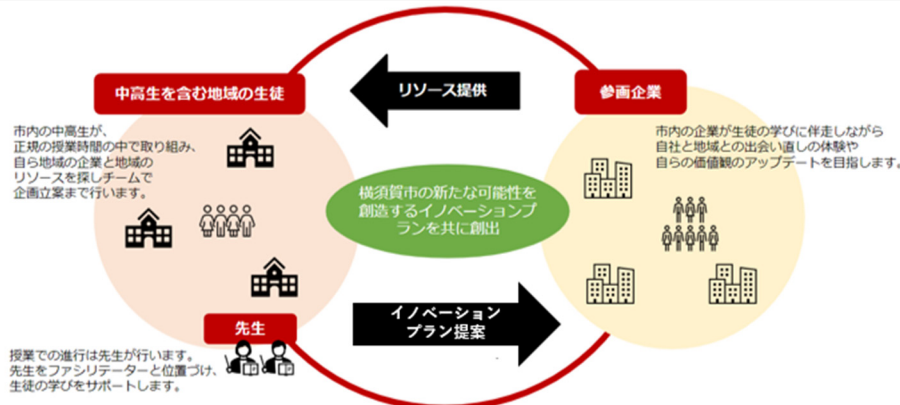 中高生を含む地域の生徒
リソース提供
参画企業
市内の中高生が、
正規の授業時間の中で取り組み、
自ら地域の企業と地域の
リソースを探しチームで
企画立案まで行います。
市内の企業が生徒の学びに伴走しながら
自社と地域との出会い直しの体験や
自らの価値観のアップデートを目指します。
横須賀市の新たな可能性を
創造するイノベーションプ
ランを共に創出
イノベーション
プラン提案
先生
授業での進行は先生が行います。
先生をファシリテーターと位置づけ、
生徒の学びをサポートします。